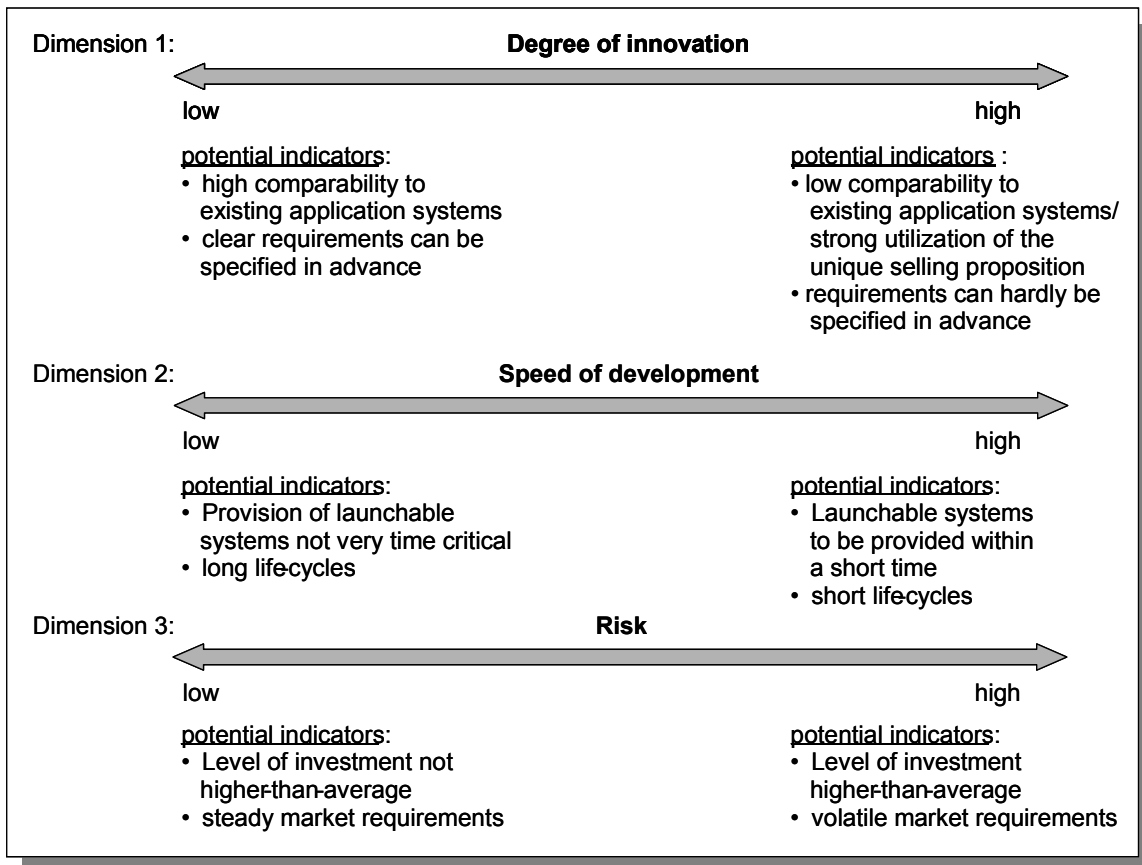 Dimension 1: Degree of innovation
low high
potential indicators:
• high comparability to
existing application systems
• clear requirements can be
specified in advance
potential indicators :
• low comparability to
existing application systems/
strong utilization of the
unique selling proposition
• requirements can hardly be
specified in advance
Dimension 2: Speed of development
low high
potential indicators:
• Provision of launchable
systems not very time critical
• long life-cycles
potential indicators:
• Launchable systems
to be provided within
a short time
• short life-cycles
Dimension 3: Risk
low high
potential indicators:
• Level of investment not
higher-than-average
• steady market requirements
potential indicators:
• Level of investment
higher-than-average
• volatile market requirements